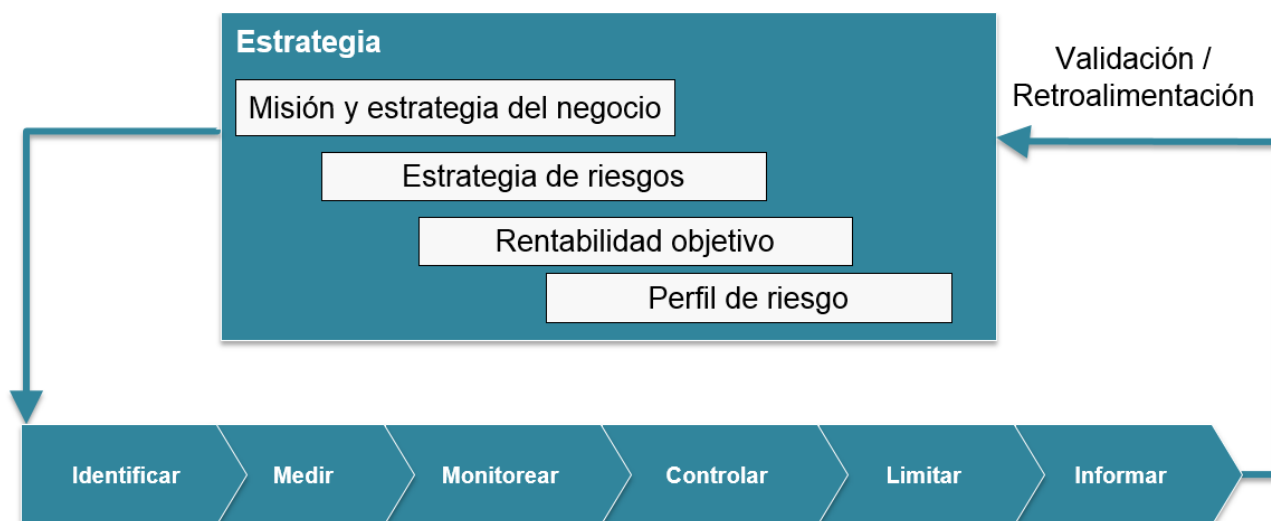 Estrategia
Misión y estrategia del negocio
Estrategia de riesgos
Rentabilidad objetivo
Perfil de riesgo
Validación /
Retroalimentación
Identificar
Medir
Monitorear
Controlar
Limitar
Informar